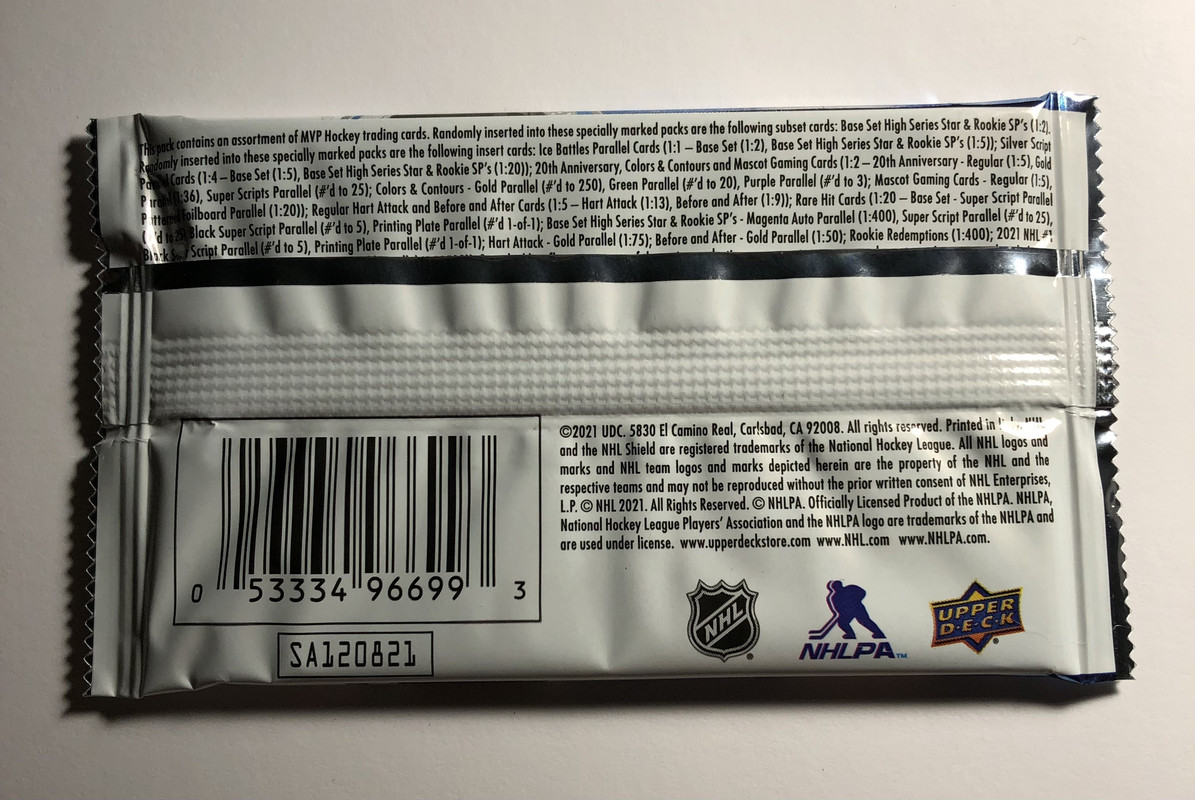 This pack contains an assortment of MVP Hockey trading cards. Randomly inserted into these specially marked packs are the following subset cards: Base Set High Series Star & Rookie SP's (1:2).
Randomly inserted into these specially marked packs are the following insert cards: Ice Battles Parallel Cards (1:1 – Base Set (1:2), Base Set High Series Star & Rookie SP's (1:5)); Silver Script
Cards (1:4 – Base Set (1:5), Base Set High Series Star & Rookie SP's (1:20)); 20th Anniversary, Colors & Contours and Mascot Gaming Cards (1:2 – 20th Anniversary - Regular (1:5), Gold
1:36), Super Scripts Parallel (#'d to 25); Colors & Contours - Gold Parallel (#'d to 250), Green Parallel (#'d to 20), Purple Parallel (#'d to 3); Mascot Gaming Cards - Regular (1:5),
Foilboard Parallel (1:20)); Regular Hart Attack and Before and After Cards (1:5 – Hart Attack (1:13), Before and After (1:9)); Rare Hit Cards (1:20 – Base Set - Super Script Parallel
Black Super Script Parallel (#'d to 5), Printing Plate Parallel (#'d 1-of-1); Base Set High Series Star & Rookie SP's - Magenta Auto Parallel (1:400), Super Script Parallel (#'d to 25),
Script Parallel (#'d to 5), Printing Plate Parallel (#'d 1-of-1); Hart Attack - Gold Parallel (1:75); Before and After - Gold Parallel (1:50); Rookie Redemptions (1:400); 2021 NHL
©2021 UDC. 5830 El Camino Real, Carlsbad, CA 92008. All rights reserved. Printed in
and the NHL Shield are registered trademarks of the National Hockey League. All NHL logos and
marks and NHL team logos and marks depicted herein are the property of the NHL and the
respective teams and may not be reproduced without the prior written consent of NHL Enterprises,
L.P. © NHL 2021. All Rights Reserved. © NHLPA. Officially Licensed Product of the NHLPA. NHLPA,
National Hockey League Players' Association and the NHLPA logo are trademarks of the NHLPA and
are used under license. www.upperdeckstore.com www.NHL.com www.NHLPA.com.
0 53334 96699 3
SA120821
NHL
NHLPA™
UPPER
D·E·C·K